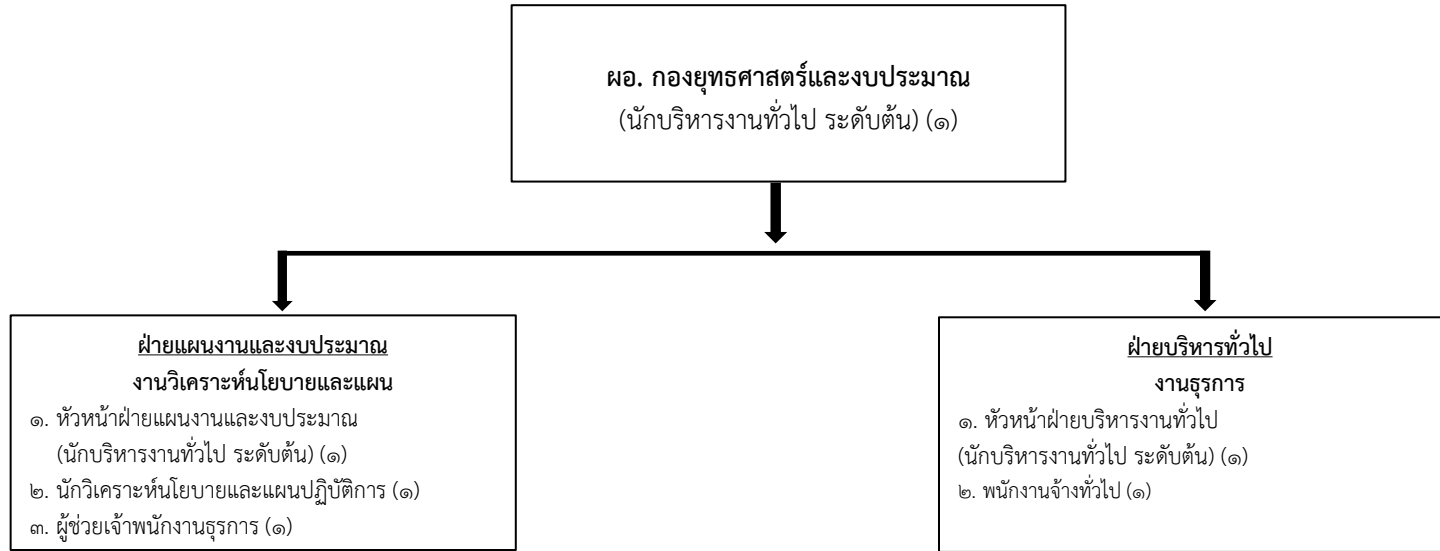 ผอ. กองยุทธศาสตร์และงบประมาณ
(นักบริหารงานทั่วไป ระดับต้น) (๑)
ฝ่ายแผนงานและงบประมาณ
งานวิเคราะห์นโยบายและแผน
๑. หัวหน้าฝ่ายแผนงานและงบประมาณ
(นักบริหารงานทั่วไป ระดับต้น) (๑)
๒. นักวิเคราะห์นโยบายและแผนปฏิบัติการ (๑)
๓. ผู้ช่วยเจ้าพนักงานธุรการ (๑)
ฝ่ายบริหารทั่วไป
งานธุรการ
๑. หัวหน้าฝ่ายบริหารงานทั่วไป
(นักบริหารงานทั่วไป ระดับต้น) (๑)
๒. พนักงานจ้างทั่วไป (๑)